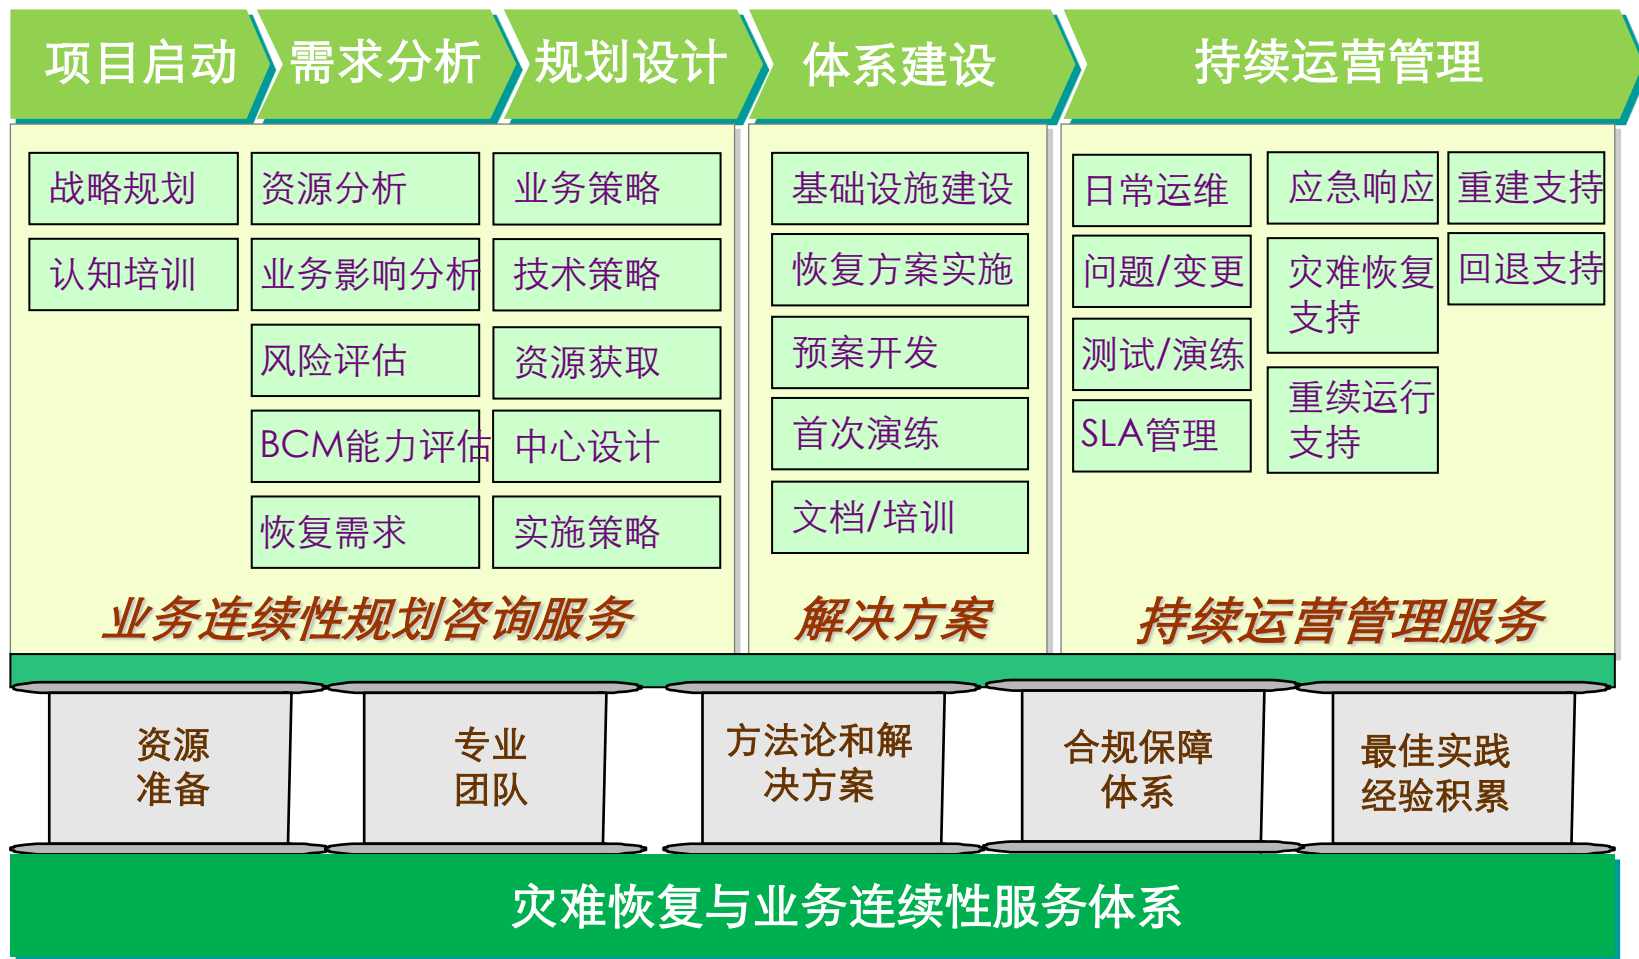 项目启动
需求分析
规划设计
体系建设
持续运营管理
战略规划
认知培训
资源分析
业务影响分析
风险评估
BCM能力评估
恢复需求
业务策略
技术策略
资源获取
中心设计
实施策略
业务连续性规划咨询服务
基础设施建设
恢复方案实施
预案开发
首次演练
文档/培训
解决方案
日常运维
问题/变更
测试/演练
SLA管理
应急响应
灾难恢复
支持
重续运行
支持
重建支持
回退支持
持续运营管理服务
资源
准备
专业
团队
方法论和解
决方案
合规保障
体系
最佳实践
经验积累
灾难恢复与业务连续性服务体系